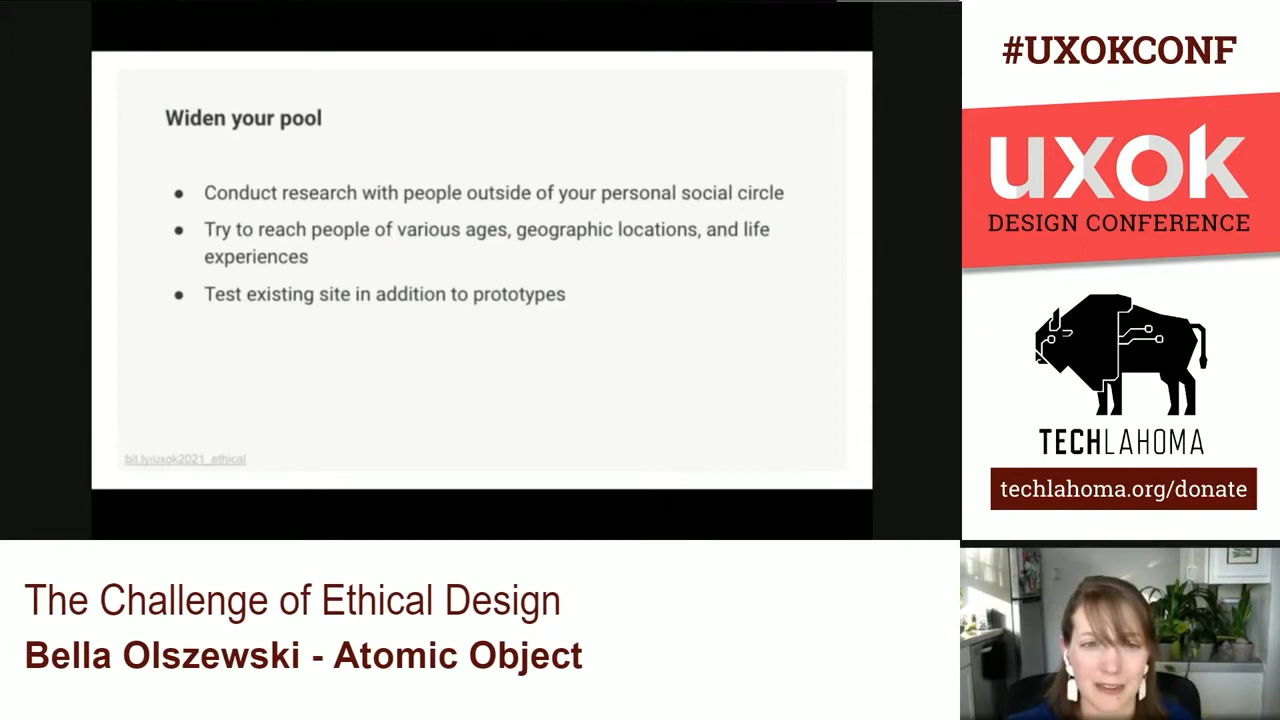 Widen your pool
● Conduct research with people outside of your personal social circle
● Try to reach people of various ages, geographic locations, and life
experiences
● Test existing site in addition to prototypes
bit.ly/uxok2021_ethical
#UXOKCONF
uxok
DESIGN CONFERENCE
TECHLAHOMA
techlahoma.org/donate
The Challenge of Ethical Design
Bella Olszewski - Atomic Object